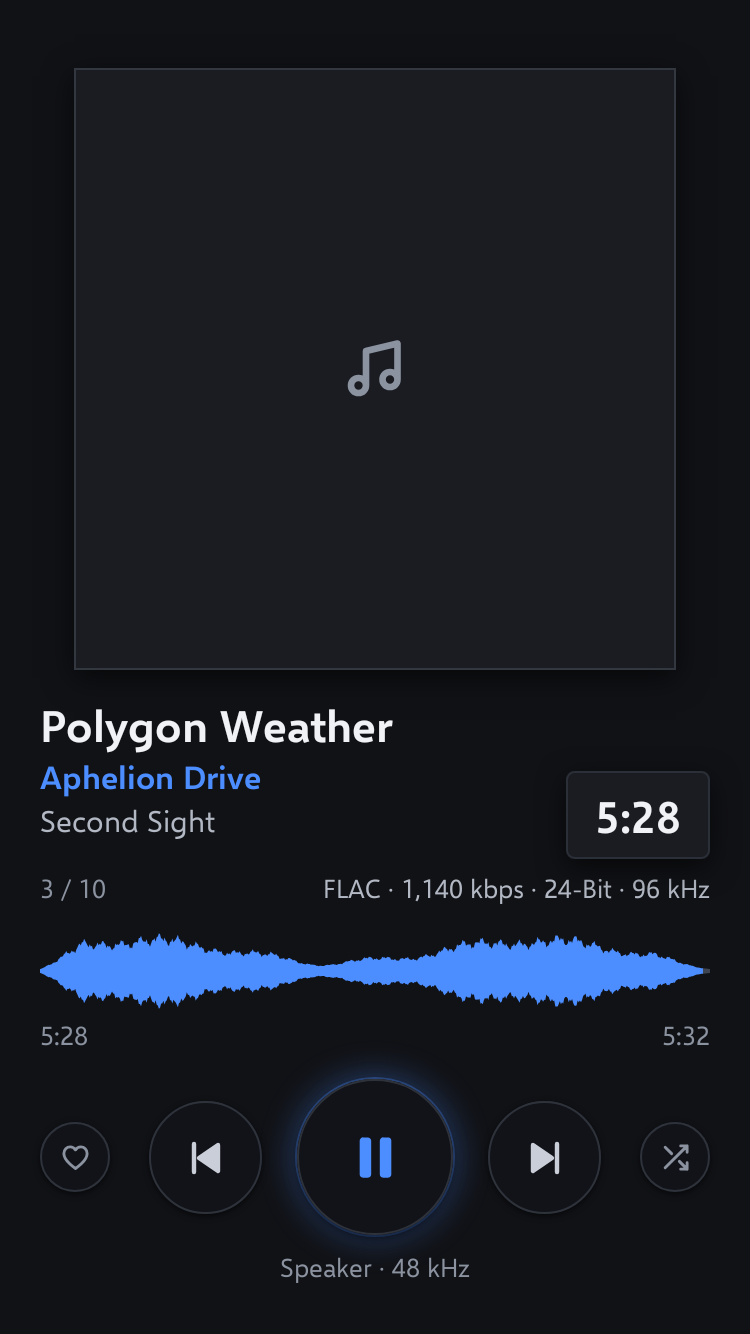 Polygon Weather
Aphelion Drive
Second Sight
5:28
3 / 10
FLAC · 1,140 kbps · 24-Bit · 96 kHz
5:28
5:32
Speaker · 48 kHz